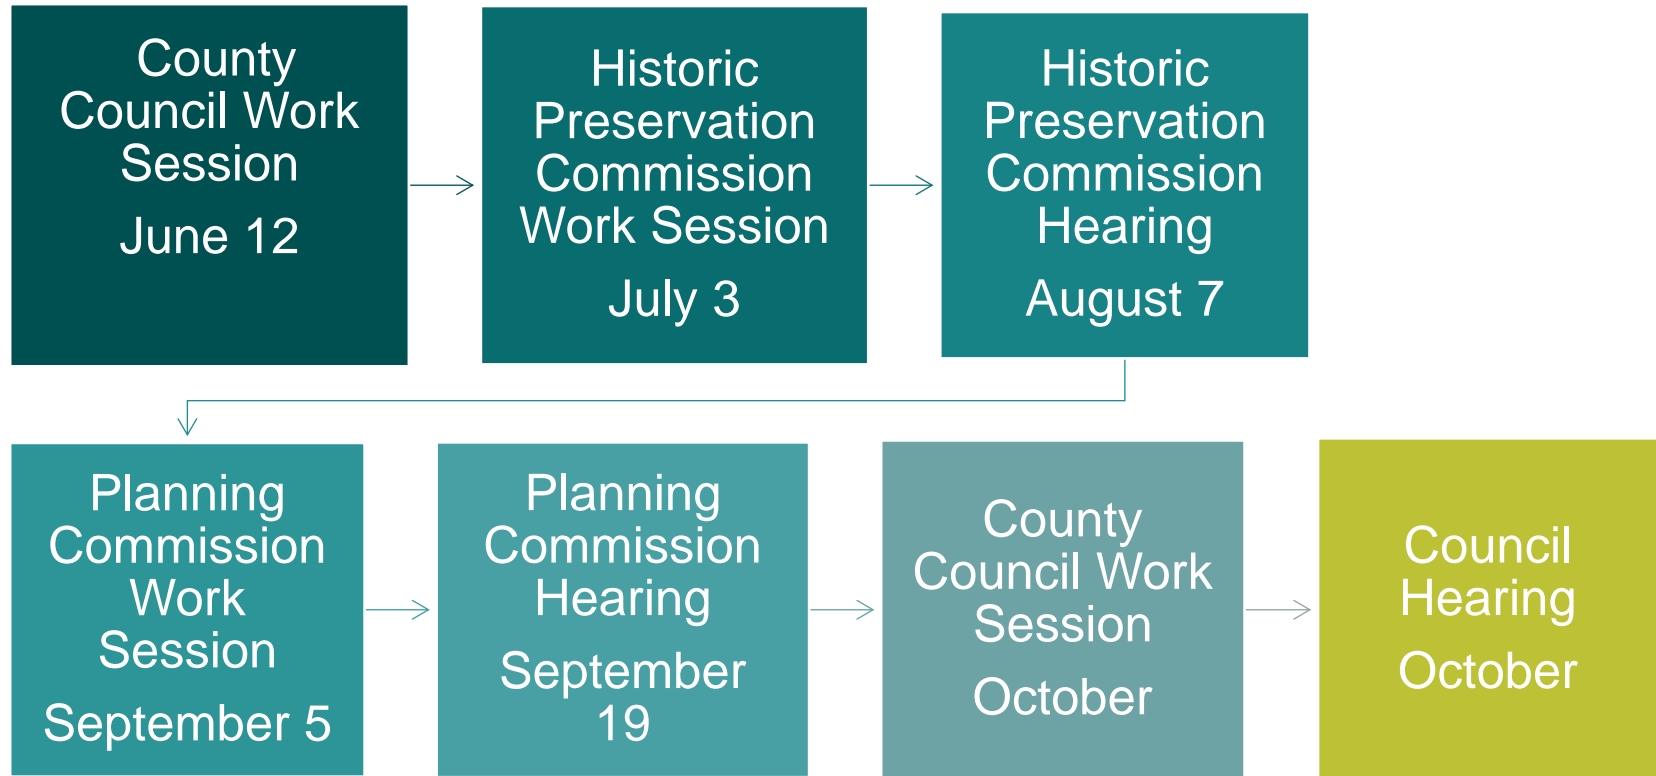 County
Council Work
Session
June 12
Historic
Preservation
Commission
Work Session
July 3
Historic
Preservation
Commission
Hearing
August 7
Planning
Commission
Work
Session
September 5
Planning
Commission
Hearing
September
19
County
Council Work
Session
October
Council
Hearing
October